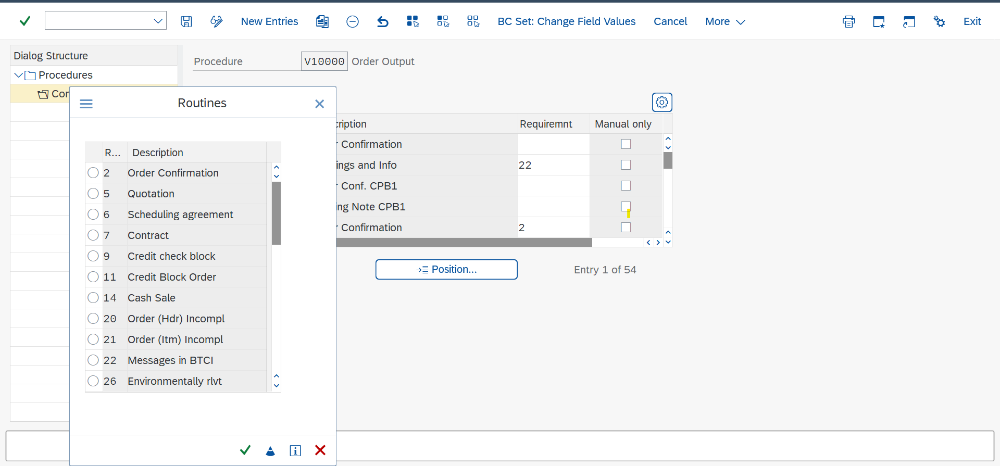 New Entries BC Set: Change Field Values Cancel More Exit
Dialog Structure
Procedures
Con
Procedure V10000 Order Output
Routines
R... Description
2 Order Confirmation
5 Quotation
6 Scheduling agreement
7 Contract
9 Credit check block
11 Credit Block Order
14 Cash Sale
20 Order (Hdr) Incompl
21 Order (Itm) Incompl
22 Messages in BTCI
26 Environmentally rlvt
cription Requiremnt Manual only
r Confirmation
ings and Info 22
r Conf. CPB1
ing Note CPB1
r Confirmation 2
Position... Entry 1 of 54